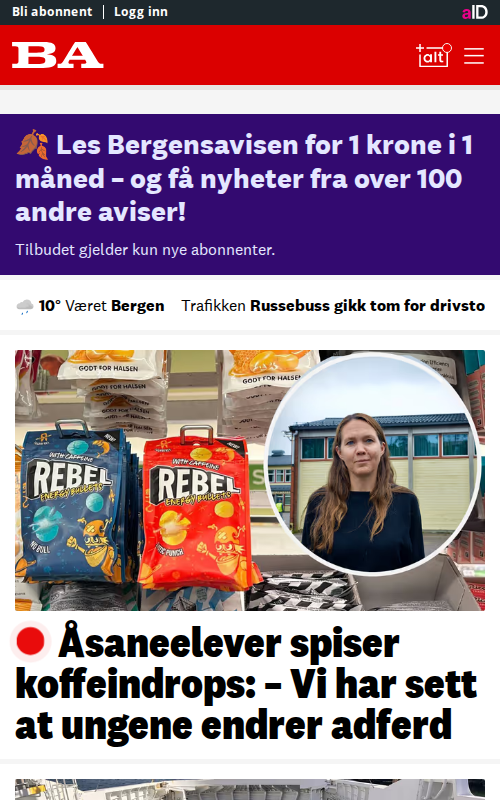 Bli abonnent
Logg inn
aID
BA
+alt
🍂 Les Bergensavisen for 1 krone i 1
måned – og få nyheter fra over 100
andre aviser!
Tilbudet gjelder kun nye abonnenter.
10° Været Bergen
Trafikken Russebuss gikk tom for drivsto
GODT FOR HALSEN
GODT FOR HALSEN
WITH CAFFEINE
REBEL
ENERGY BULLETS
NO BULL
WITH CAFFEINE
REBEL
ENERGY BULLETS
PUNCH
Åsaneelever spiser
koffeindrops: – Vi har sett
at ungene endrer adferd